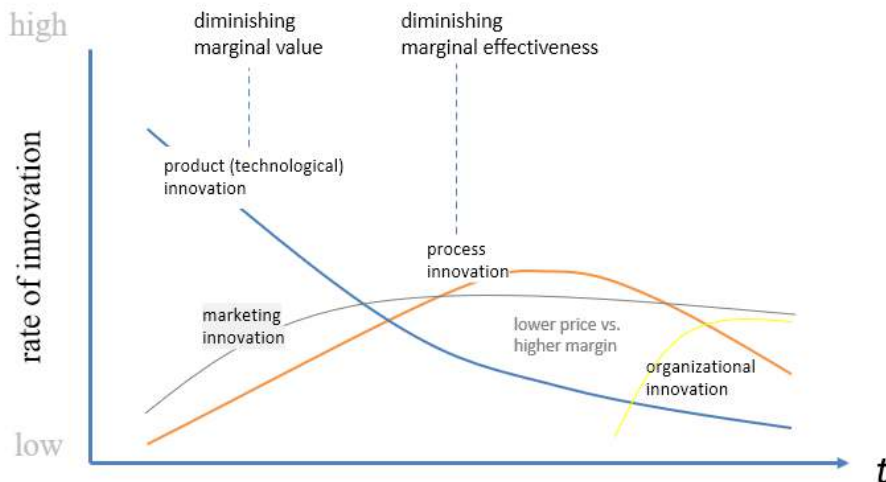 high
diminishing
marginal value
diminishing
marginal effectiveness
product (technological)
innovation
rate of innovation
process
innovation
marketing
innovation
lower price vs.
higher margin
organizational
innovation
low
t